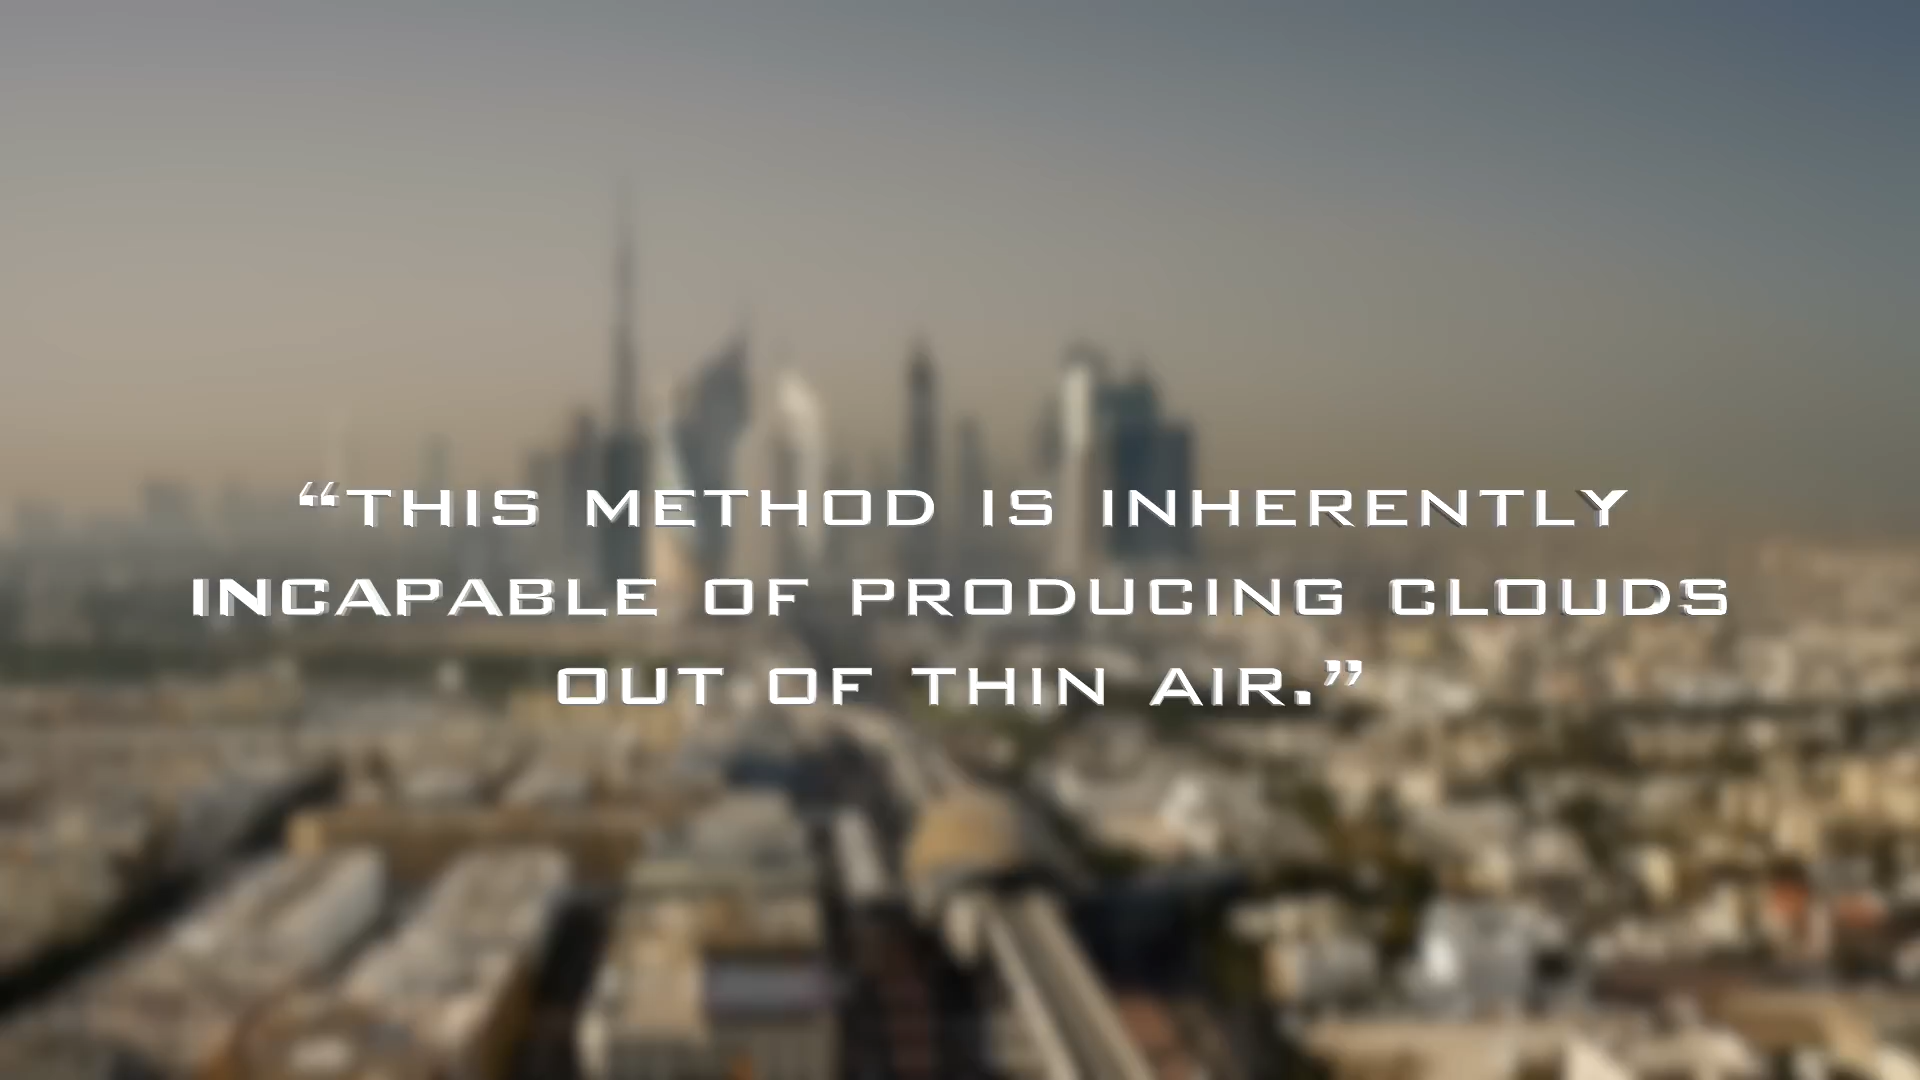 “THIS METHOD IS INHERENTLY
INCAPABLE OF PRODUCING CLOUDS
OUT OF THIN AIR.”